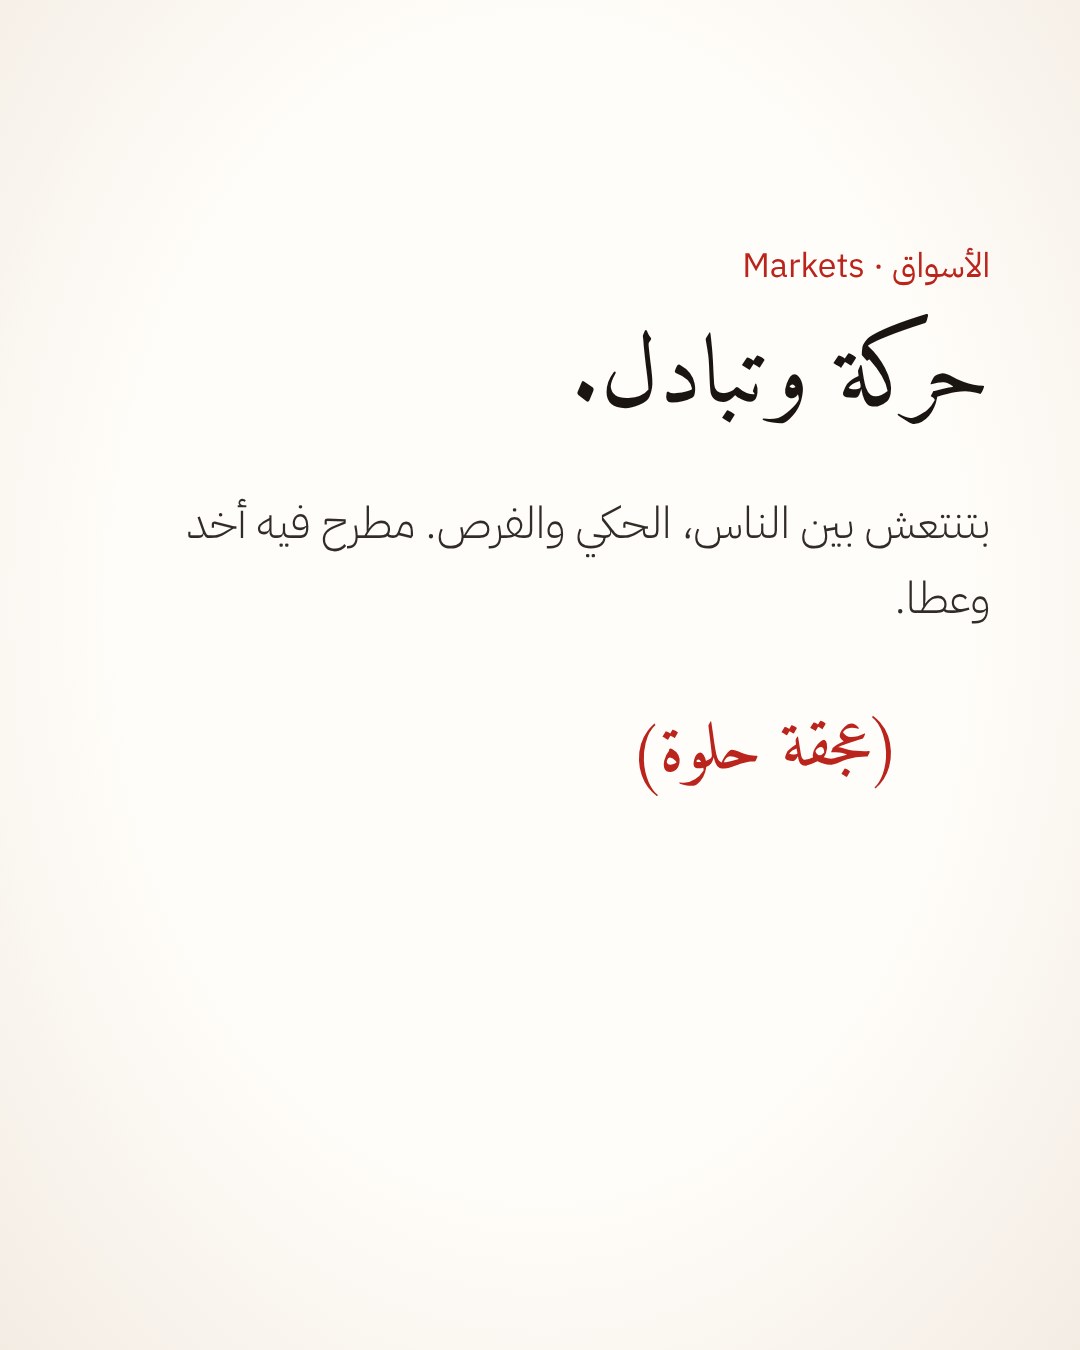 الأسواق · Markets
حركة وتبادل.
بتنتعش بين الناس، الحكي والفرص. مطرح فيه أخد
وعطا.
(عجقة حلوة)